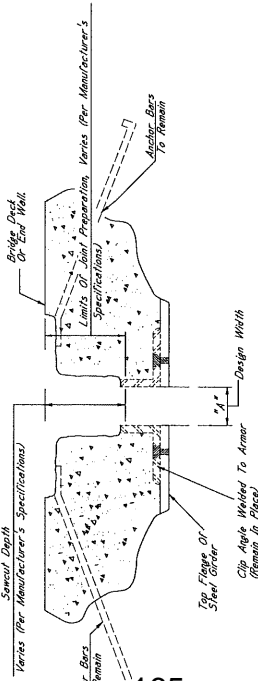 Sawcut Depth
Varies (Per Manufacturer's Specifications)
Bridge Deck
Or End Wall.
Limits Of Joint Preparation, Varies (Per Manufacturer's
Specifications)
Anchor Bars
To Remain
Bars
Remain
"A"
Design Width
Top Flange Of
Steel Girder
Clip Angle Welded To Armor
(Remain In Place)